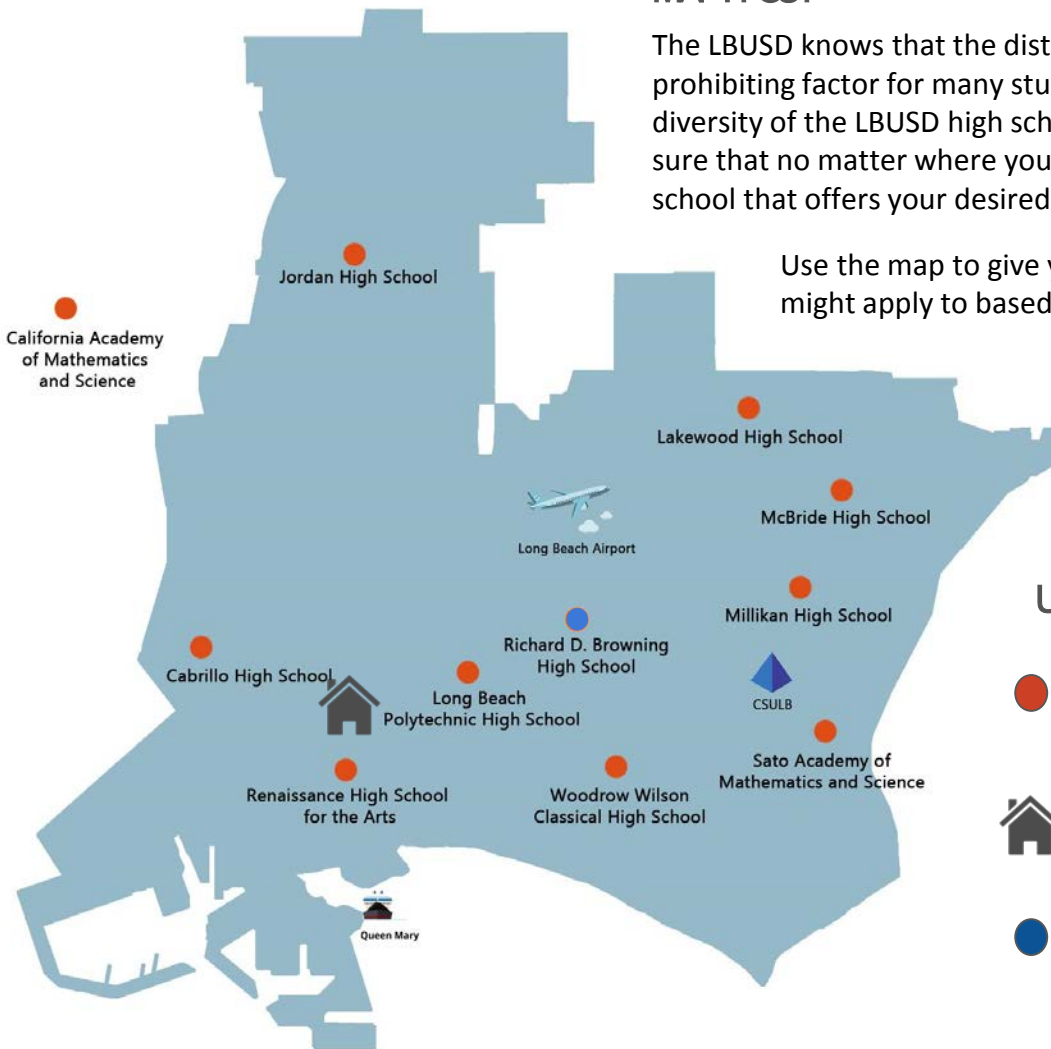 The LBUSD knows that the dist
prohibiting factor for many stu
diversity of the LBUSD high sch
sure that no matter where you
school that offers your desired
Use the map to give
might apply to based
Jordan High School
California Academy
of Mathematics
and Science
Lakewood High School
McBride High School
Long Beach Airport
Millikan High School
Richard D. Browning
High School
Cabrillo High School
Long Beach
Polytechnic High School
CSULB
Sato Academy of
Mathematics and Science
Renaissance High School
for the Arts
Woodrow Wilson
Classical High School
Queen Mary